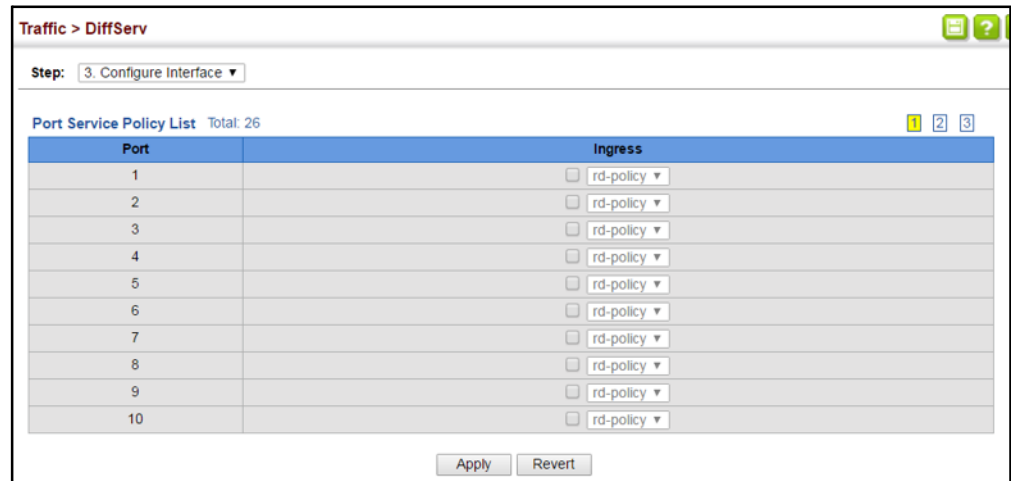 Traffic > DiffServ
?
Step: 3. Configure Interface ▼
Port Service Policy List Total: 26 1 2 3
Port Ingress
1 rd-policy ▼
2 rd-policy ▼
3 rd-policy ▼
4 rd-policy ▼
5 rd-policy ▼
6 rd-policy ▼
7 rd-policy ▼
8 rd-policy ▼
9 rd-policy ▼
10 rd-policy ▼
Apply Revert